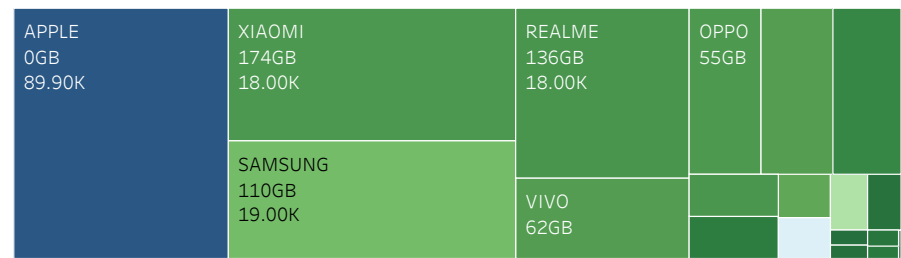 APPLE
0GB
89.90K
XIAOMI
174GB
18.00K
SAMSUNG
110GB
19.00K
REALME
136GB
18.00K
VIVO
62GB
OPPO
55GB